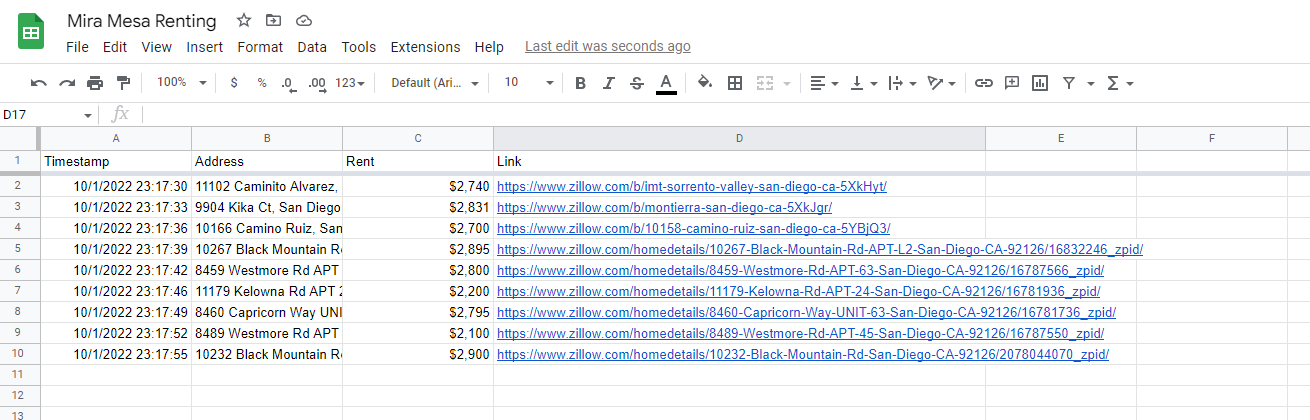 Mira Mesa Renting
File Edit View Insert Format Data Tools Extensions Help Last edit was seconds ago
100% $ % .0 .00 123 Default (Ari... 10 B I S A
D17 fx
A B C D E F
1 Timestamp Address Rent Link
2 10/1/2022 23:17:30 11102 Caminito Alvarez, $2,740 https://www.zillow.com/b/imt-sorrento-valley-san-diego-ca-5XkHyt/
3 10/1/2022 23:17:33 9904 Kika Ct, San Diego $2,831 https://www.zillow.com/b/montierra-san-diego-ca-5XkJgr/
4 10/1/2022 23:17:36 10166 Camino Ruiz, San $2,700 https://www.zillow.com/b/10158-camino-ruiz-san-diego-ca-5YBjQ3/
5 10/1/2022 23:17:39 10267 Black Mountain R $2,895 https://www.zillow.com/homedetails/10267-Black-Mountain-Rd-APT-L2-San-Diego-CA-92126/16832246_zpid/
6 10/1/2022 23:17:42 8459 Westmore Rd APT $2,800 https://www.zillow.com/homedetails/8459-Westmore-Rd-APT-63-San-Diego-CA-92126/16787566_zpid/
7 10/1/2022 23:17:46 11179 Kelowna Rd APT 2 $2,200 https://www.zillow.com/homedetails/11179-Kelowna-Rd-APT-24-San-Diego-CA-92126/16781936_zpid/
8 10/1/2022 23:17:49 8460 Capricorn Way UNI $2,795 https://www.zillow.com/homedetails/8460-Capricorn-Way-UNIT-63-San-Diego-CA-92126/16781736_zpid/
9 10/1/2022 23:17:52 8489 Westmore Rd APT $2,100 https://www.zillow.com/homedetails/8489-Westmore-Rd-APT-45-San-Diego-CA-92126/16787550_zpid/
10 10/1/2022 23:17:55 10232 Black Mountain R $2,900 https://www.zillow.com/homedetails/10232-Black-Mountain-Rd-San-Diego-CA-92126/2078044070_zpid/
11
12
13